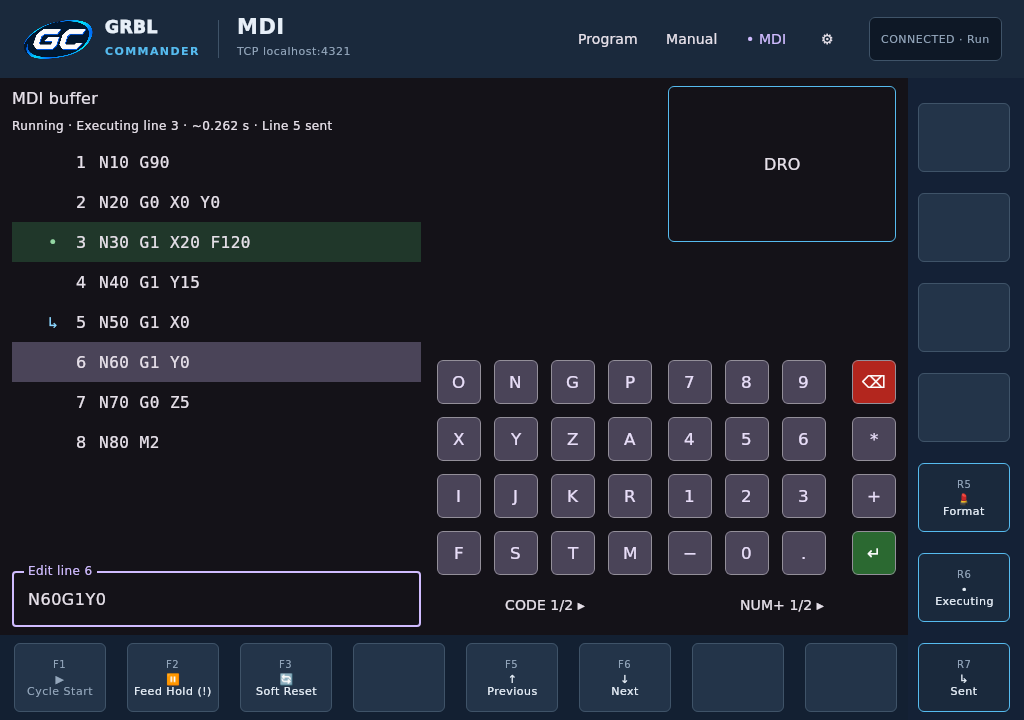 GC GRBL COMMANDER
MDI
TCP localhost:4321
Program Manual • MDI ⚙ CONNECTED · Run
MDI buffer
Running · Executing line 3 · ~0.262 s · Line 5 sent
1 N10 G90
2 N20 G0 X0 Y0
• 3 N30 G1 X20 F120
4 N40 G1 Y15
↳ 5 N50 G1 X0
6 N60 G1 Y0
7 N70 G0 Z5
8 N80 M2
Edit line 6
N60G1Y0
DRO
O N G P 7 8 9 ⌫
X Y Z A 4 5 6 *
I J K R 1 2 3 +
F S T M − 0 . ↵
CODE 1/2 ▸ NUM+ 1/2 ▸
R5
Format
R6
•
Executing
R7
↳
Sent
F1
▶
Cycle Start
F2
⏸
Feed Hold (!)
F3
🔄
Soft Reset
F5
↑
Previous
F6
↓
Next